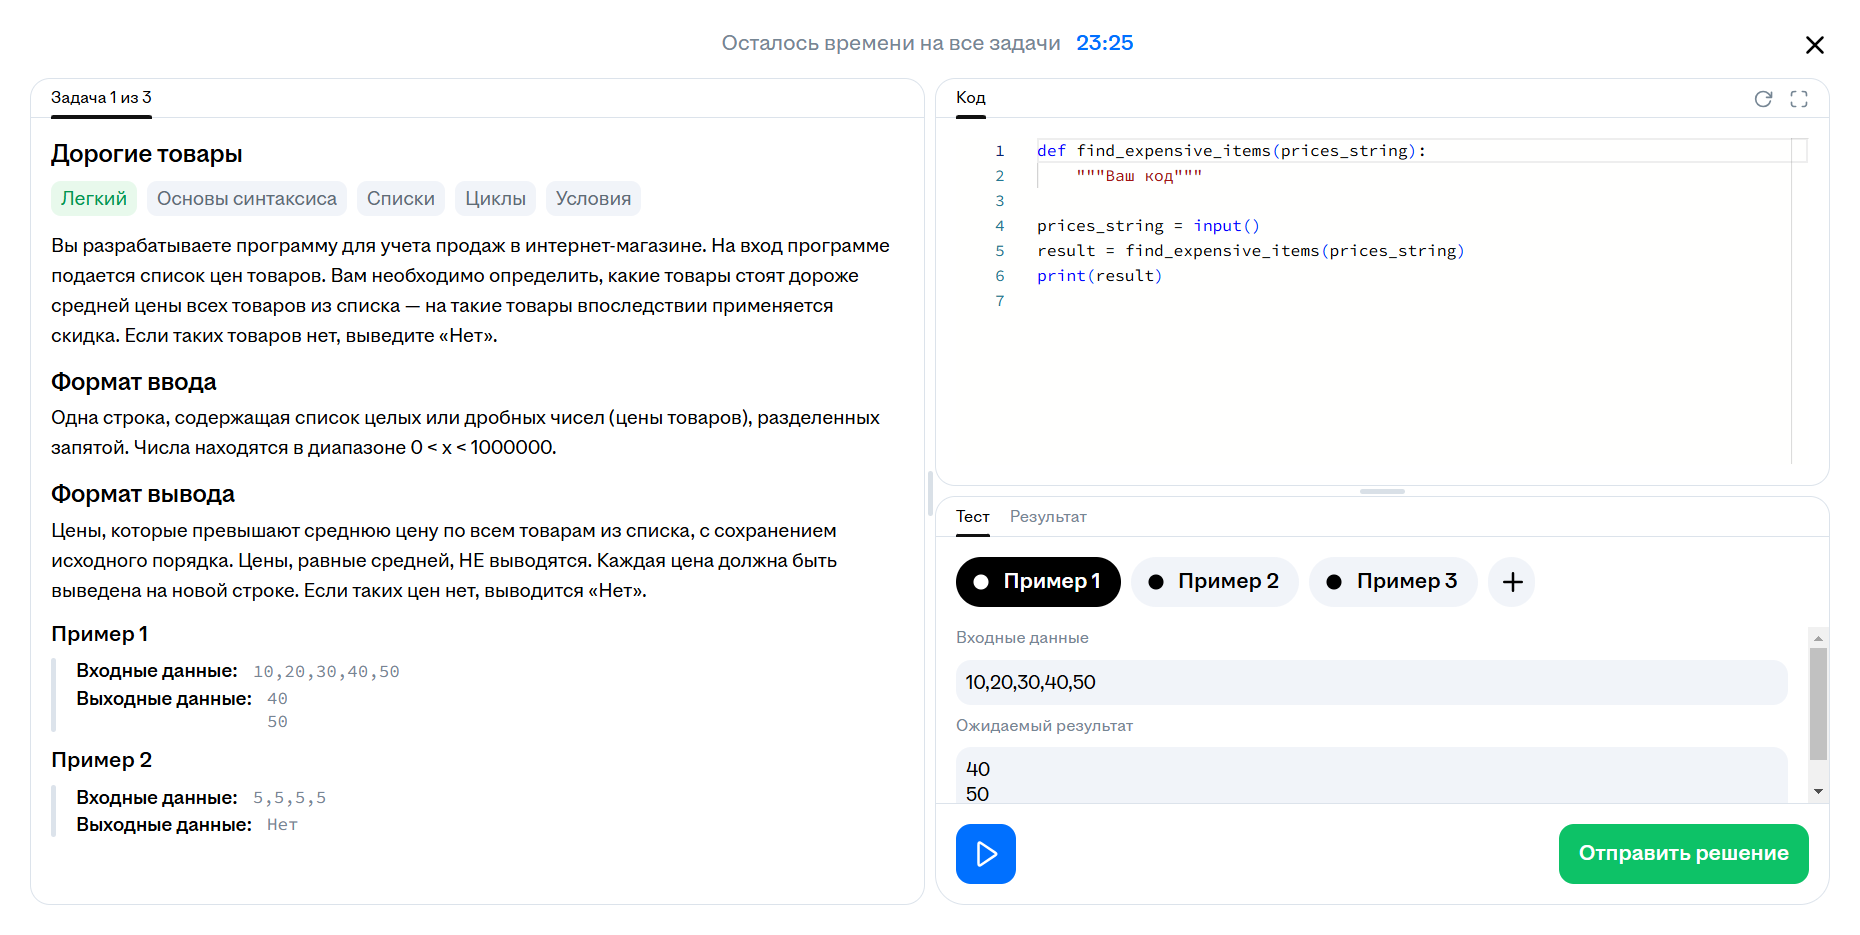 Осталось времени на все задачи 23:25
Задача 1 из 3
Дорогие товары
Легкий Основы синтаксиса Списки Циклы Условия
Вы разрабатываете программу для учета продаж в интернет-магазине. На вход программе
подается список цен товаров. Вам необходимо определить, какие товары стоят дороже
средней цены всех товаров из списка — на такие товары впоследствии применяется
скидка. Если таких товаров нет, выведите «Нет».
Формат ввода
Одна строка, содержащая список целых или дробных чисел (цены товаров), разделенных
запятой. Числа находятся в диапазоне 0 < x < 1000000.
Формат вывода
Цены, которые превышают среднюю цену по всем товарам из списка, с сохранением
исходного порядка. Цены, равные средней, НЕ выводятся. Каждая цена должна быть
выведена на новой строке. Если таких цен нет, выводится «Нет».
Пример 1
Входные данные: 10,20,30,40,50
Выходные данные: 40
50
Пример 2
Входные данные: 5,5,5,5
Выходные данные: Нет
Код
1 def find_expensive_items(prices_string):
2 """Ваш код"""
3
4 prices_string = input()
5 result = find_expensive_items(prices_string)
6 print(result)
7
Тест Результат
Пример 1 Пример 2 Пример 3
Входные данные
10,20,30,40,50
Ожидаемый результат
40
50
Отправить решение